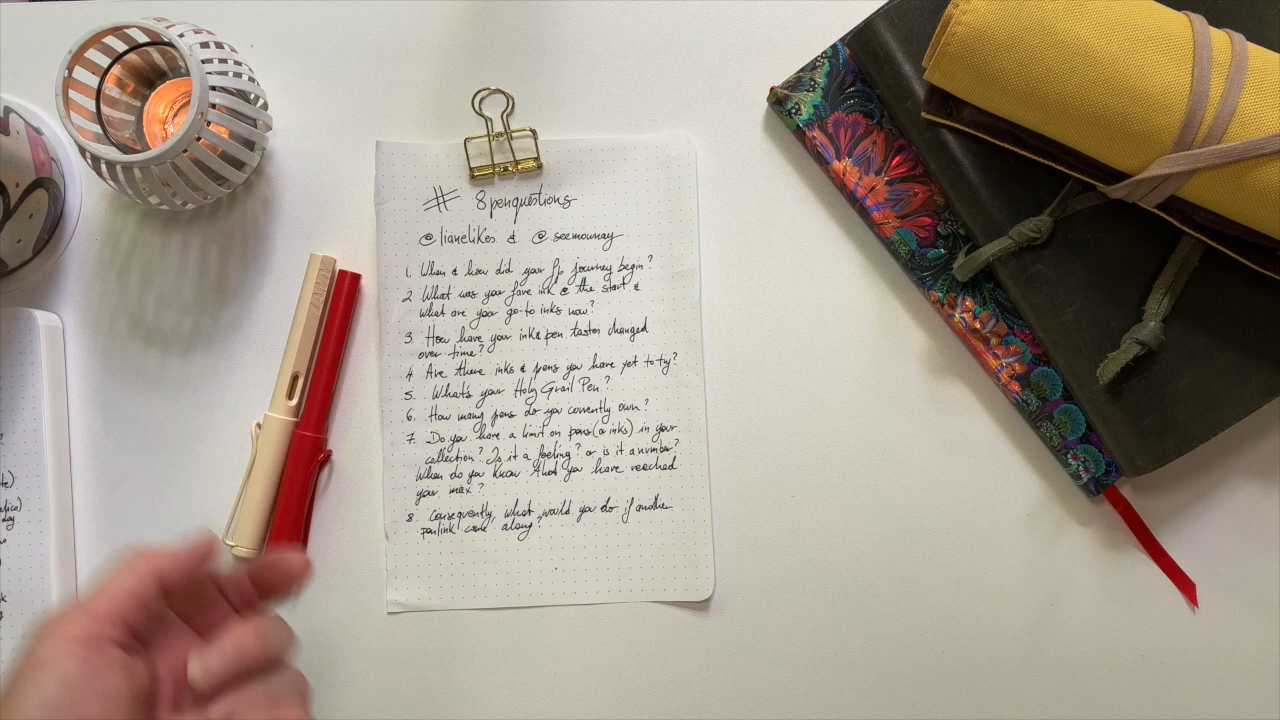 # 8penquestions
@lianelikes & @seemownay
1. When & how did your fp journey begin?
2 What was your fave ink @ the start &
what are your go-to inks now?
3. How have your ink& pen tastes changed
over time?
4 Are there inks & pens you have yet to try?
5. What's your Holy Grail Pen?
6. How many pens do you currently own?
7. Do you have a limit on pens(or inks) in your
collection? Is it a feeling? or is it a number?
When do you know that you have reached
your max?
8. Consequently, what would you do if another
pen/ink came along?
LAMY
te)
day